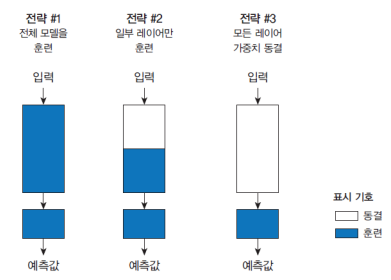 전략 #1
전체 모델을
훈련
입력
예측값
전략 #2
일부 레이어만
훈련
입력
예측값
전략 #3
모든 레이어
가중치 동결
입력
예측값
표시 기호
동결
훈련